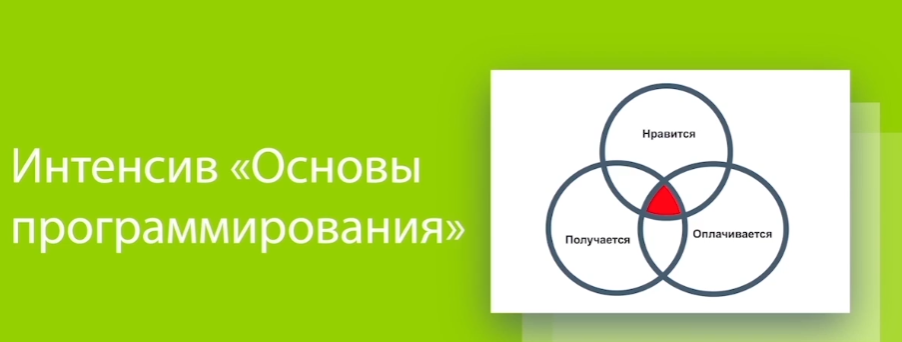 Интенсив «Основы
программирования»
Нравится
Получается
Оплачивается